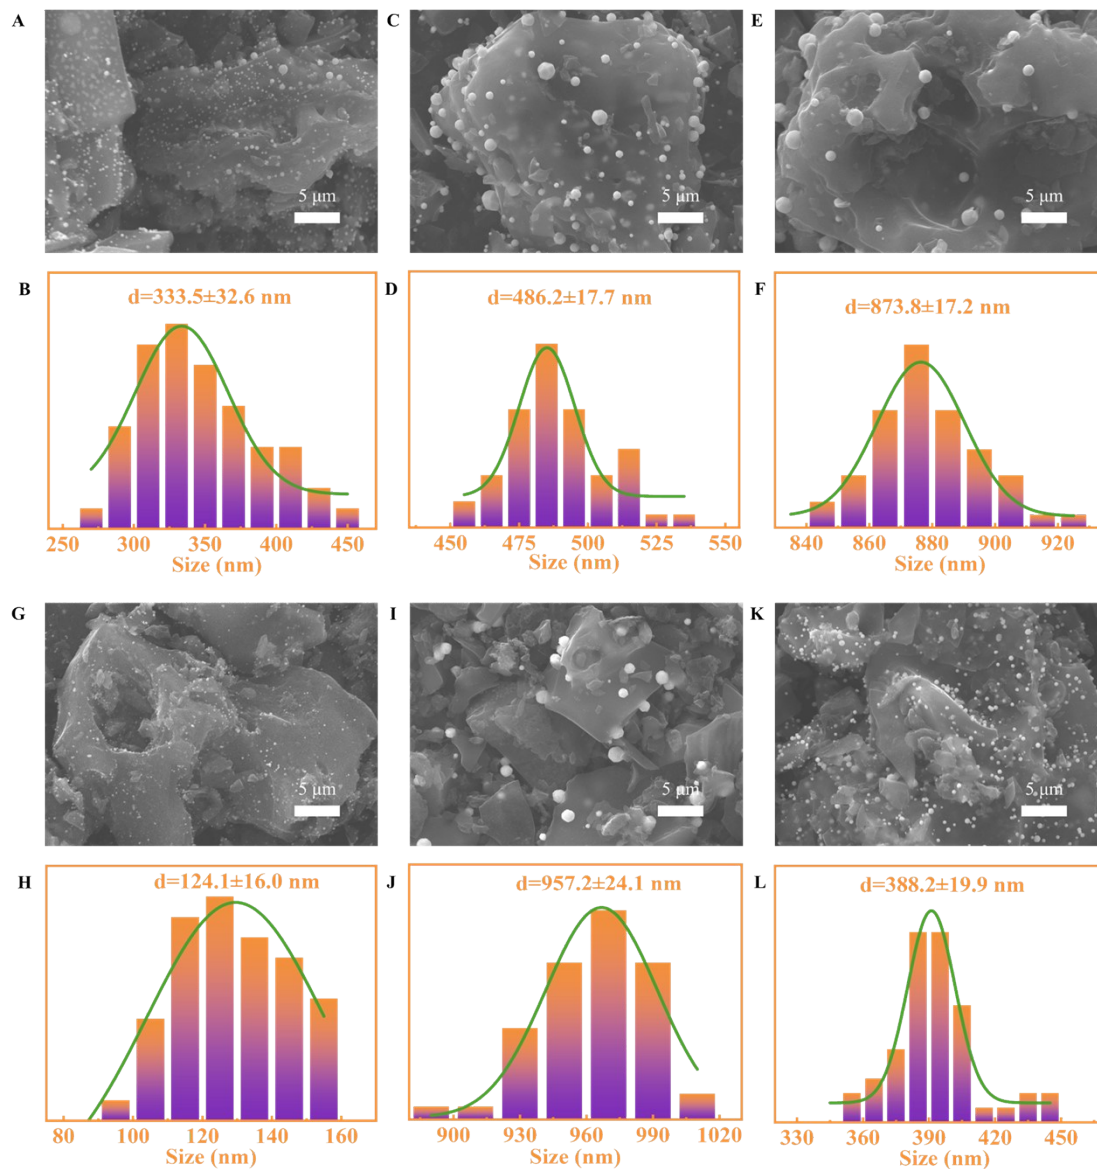 A
C
E
5 μm
5 μm
5 μm
B
D
F
d=333.5±32.6 nm
d=486.2±17.7 nm
d=873.8±17.2 nm
250 300 350 400 450
455 475 500 525 550
840 860 880 900 920
Size (nm)
Size (nm)
Size (nm)
G
I
K
5 μm
5 μm
5 μm
H
J
L
d=124.1±16.0 nm
d=957.2±24.1 nm
d=388.2±19.9 nm
80 100 120 140 160
900 930 960 990 1020
330 360 390 420 450
Size (nm)
Size (nm)
Size (nm)